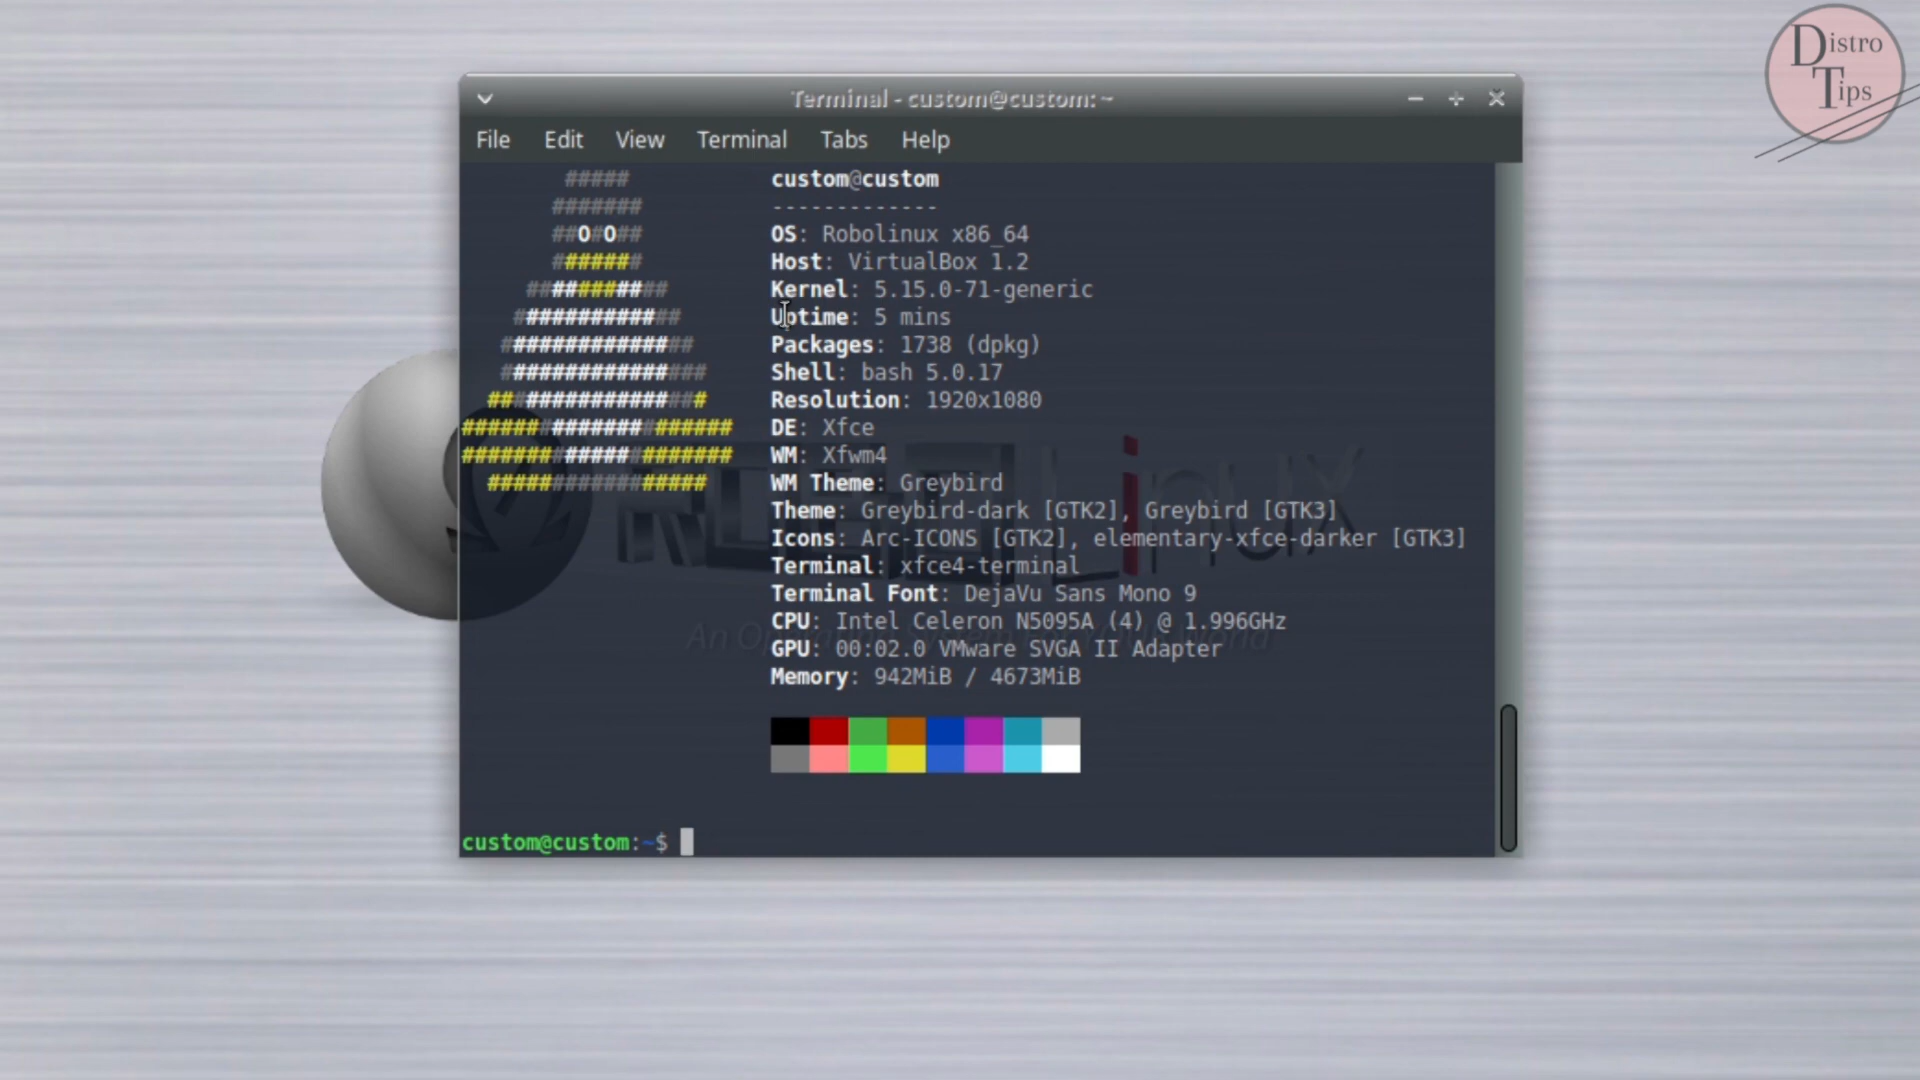 Distro
Tips
Terminal - custom@custom: ~
File Edit View Terminal Tabs Help
#####
#######
##O#O##
#######
###########
#############
###############
################
#################
#####################
#####################
#################
custom@custom
-------------
OS: Robolinux x86_64
Host: VirtualBox 1.2
Kernel: 5.15.0-71-generic
Uptime: 5 mins
Packages: 1738 (dpkg)
Shell: bash 5.0.17
Resolution: 1920x1080
DE: Xfce
WM: Xfwm4
WM Theme: Greybird
Theme: Greybird-dark [GTK2], Greybird [GTK3]
Icons: Arc-ICONS [GTK2], elementary-xfce-darker [GTK3]
Terminal: xfce4-terminal
Terminal Font: DejaVu Sans Mono 9
CPU: Intel Celeron N5095A (4) @ 1.996GHz
GPU: 00:02.0 VMware SVGA II Adapter
Memory: 942MiB / 4673MiB
custom@custom:~$
ROBOLinux